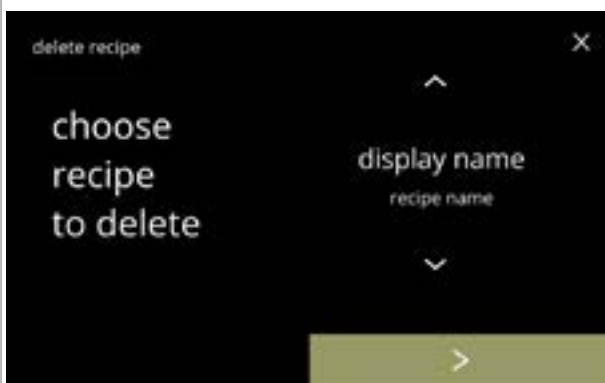 delete recipe
choose
recipe
to delete
display name
recipe name